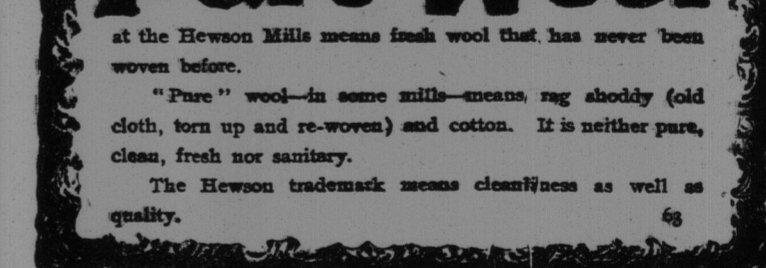 Pure Wool
at the Hewson Mills means fresh wool that has never been
woven before.
"Pure" wool—in some mills—means, rag shoddy (old
cloth, torn up and re-woven) and cotton. It is neither pure,
clean, fresh nor sanitary.
The Hewson trademark means cleanliness as well as
quality. 63